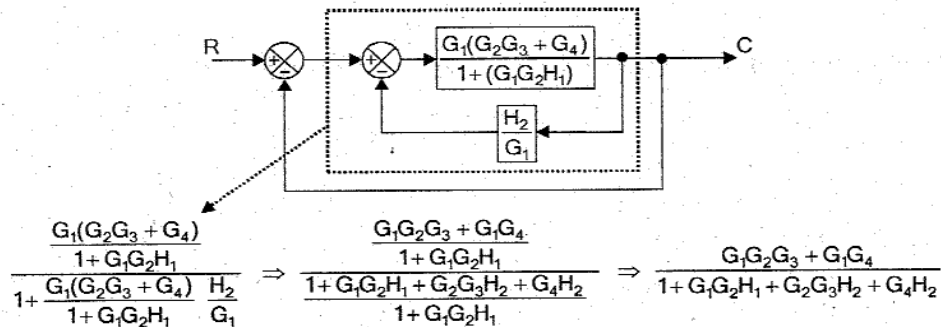 R
+
−
+
−
G₁(G₂G₃ + G₄)
1 + (G₁G₂H₁)
C
H₂
G₁
G₁(G₂G₃ + G₄)
1 + G₁G₂H₁
1 + G₁(G₂G₃ + G₄) H₂
1 + G₁G₂H₁ G₁
⇒
G₁G₂G₃ + G₁G₄
1 + G₁G₂H₁
1 + G₁G₂H₁ + G₂G₃H₂ + G₄H₂
1 + G₁G₂H₁
⇒
G₁G₂G₃ + G₁G₄
1 + G₁G₂H₁ + G₂G₃H₂ + G₄H₂